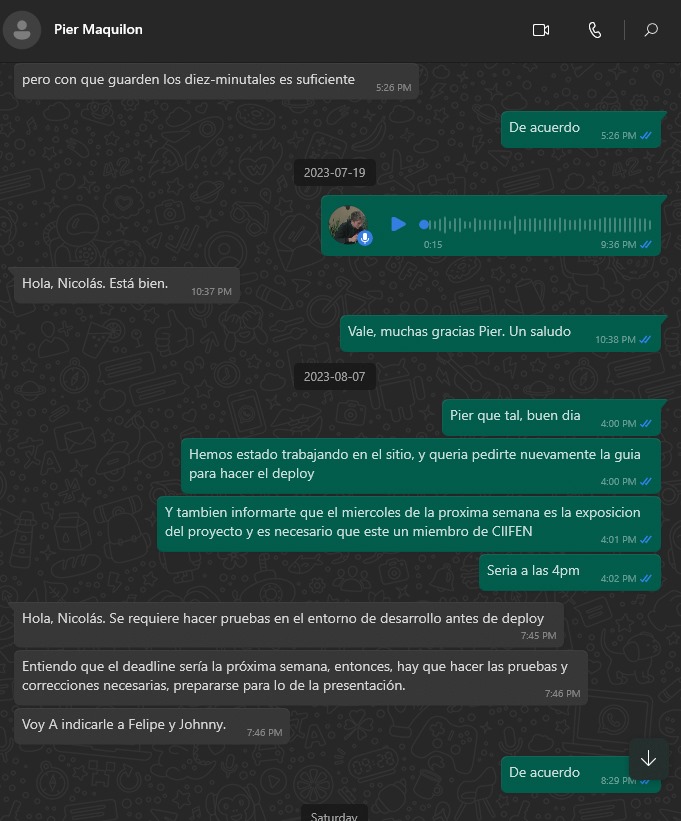 Pier Maquilon
pero con que guarden los diez-minutales es suficiente
5:26 PM
De acuerdo
5:26 PM
2023-07-19
0:15
9:36 PM
Hola, Nicolás. Está bien.
10:37 PM
Vale, muchas gracias Pier. Un saludo
10:38 PM
2023-08-07
Pier que tal, buen dia
4:00 PM
Hemos estado trabajando en el sitio, y queria pedirte nuevamente la guia
para hacer el deploy
4:00 PM
Y tambien informarte que el miercoles de la proxima semana es la exposicion
del proyecto y es necesario que este un miembro de CIIFEN
4:01 PM
Seria a las 4pm
4:02 PM
Hola, Nicolás. Se requiere hacer pruebas en el entorno de desarrollo antes de deploy
7:45 PM
Entiendo que el deadline sería la próxima semana, entonces, hay que hacer las pruebas y
correcciones necesarias, prepararse para lo de la presentación.
7:46 PM
Voy A indicarle a Felipe y Johnny.
7:46 PM
De acuerdo
8:29 PM
Saturday